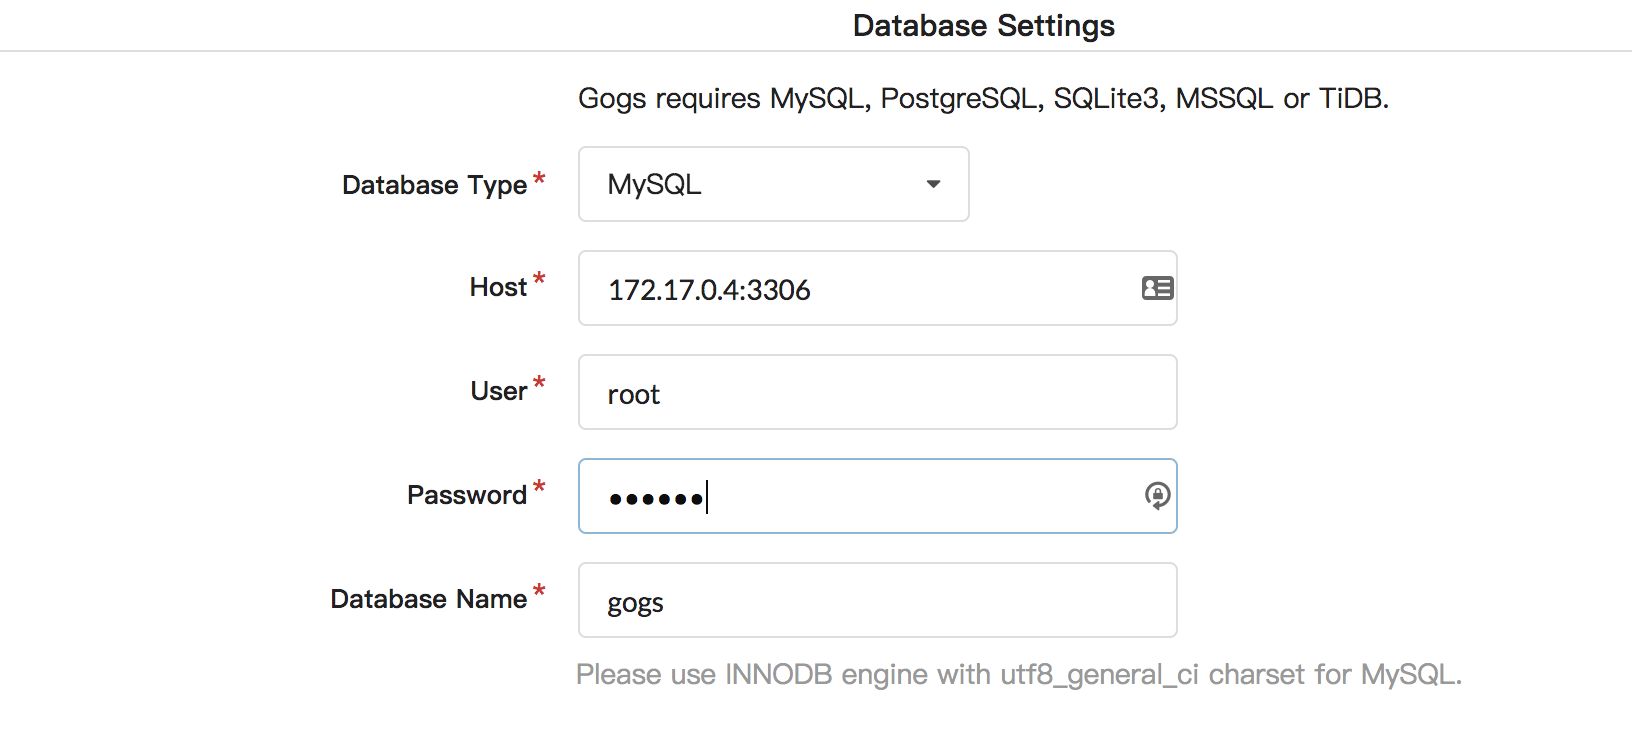 Database Settings
Gogs requires MySQL, PostgreSQL, SQLite3, MSSQL or TiDB.
Database Type*
MySQL
Host*
172.17.0.4:3306
User*
root
Password*
••••••
Database Name*
gogs
Please use INNODB engine with utf8_general_ci charset for MySQL.